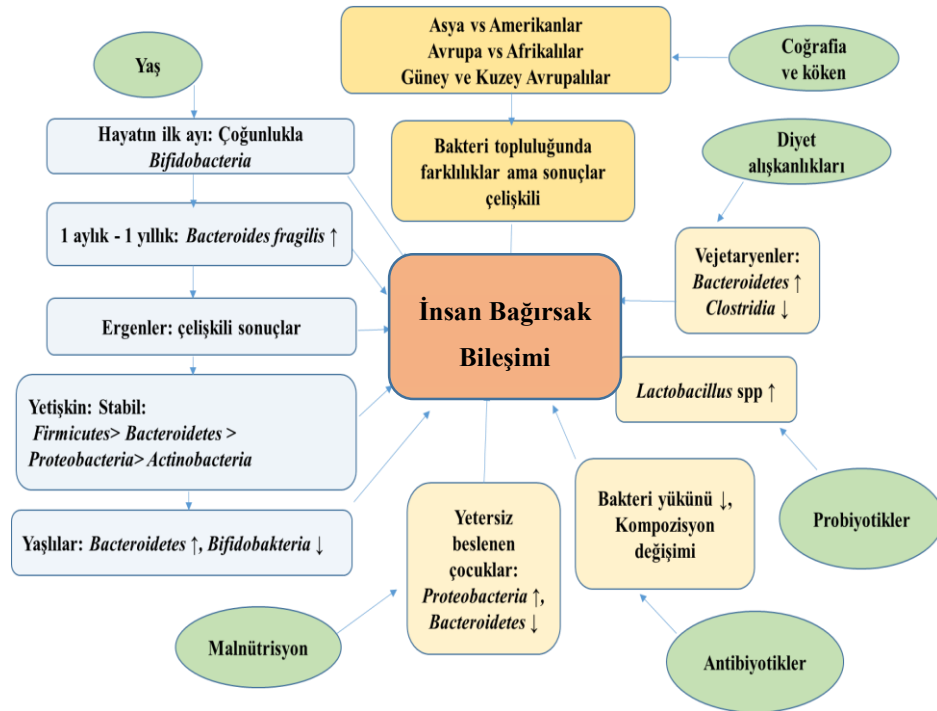 Yaş
Hayatın ilk ayı: Çoğunlukla
Bifidobacteria
1 aylık - 1 yıllık: Bacteroides fragilis ↑
Ergenler: çelişkili sonuçlar
Yetişkin: Stabil:
Firmicutes> Bacteroidetes >
Proteobacteria> Actinobacteria
Yaşlılar: Bacteroidetes ↑, Bifidobakteria ↓
Malnütrisyon
Asya vs Amerikanlar
Avrupa vs Afrikalılar
Güney ve Kuzey Avrupalılar
Bakteri topluluğunda
farklılıklar ama sonuçlar
çelişkili
İnsan Bağırsak
Bileşimi
Yetersiz
beslenen
çocuklar:
Proteobacteria ↑,
Bacteroidetes ↓
Coğrafia
ve köken
Diyet
alışkanlıkları
Vejetaryenler:
Bacteroidetes ↑
Clostridia ↓
Lactobacillus spp ↑
Probiyotikler
Bakteri yükünü ↓,
Kompozisyon
değişimi
Antibiyotikler